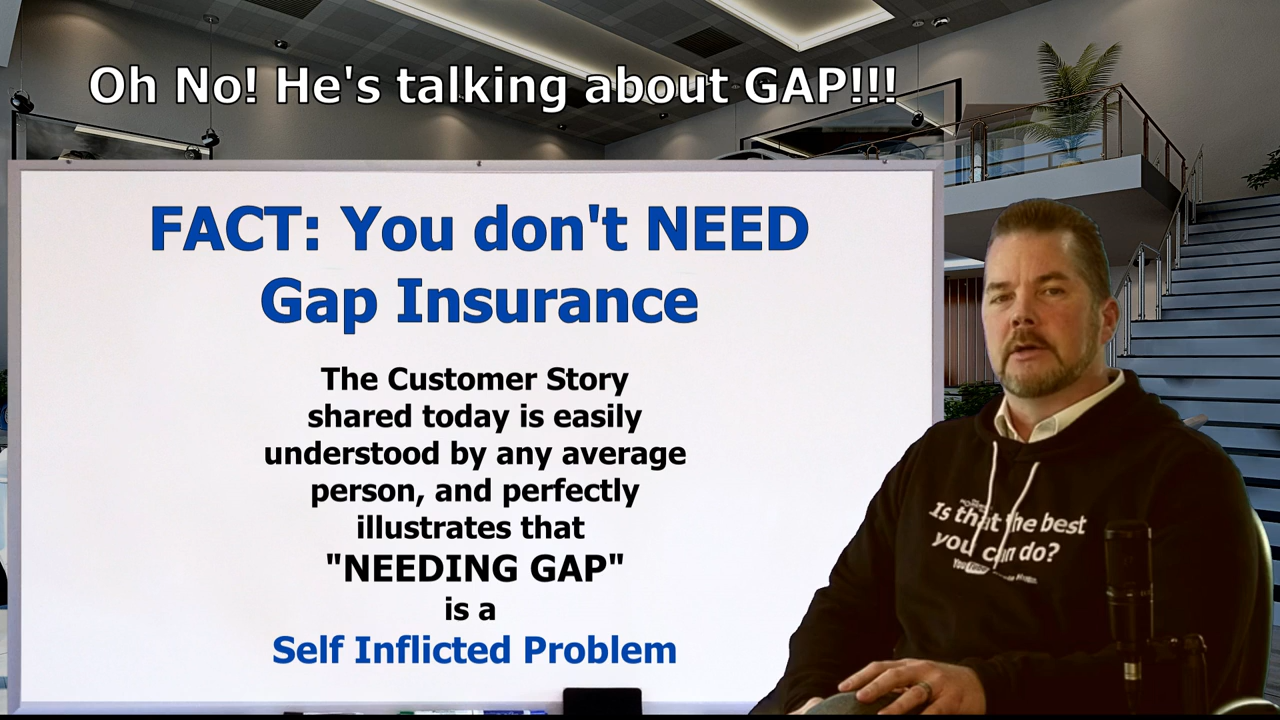 Oh No! He's talking about GAP!!!
FACT: You don't NEED
Gap Insurance
The Customer Story
shared today is easily
understood by any average
person, and perfectly
illustrates that
"NEEDING GAP"
is a
Self Inflicted Problem
Is that the best
you can do?